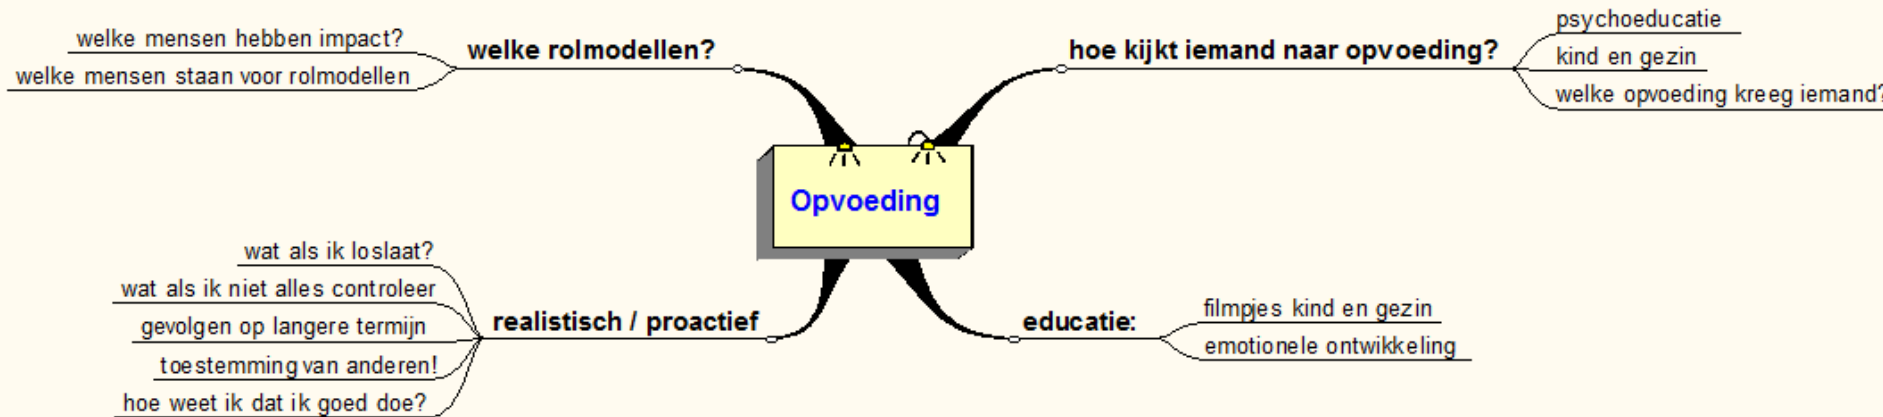 welke rolmodellen?
welke mensen hebben impact?
welke mensen staan voor rolmodellen
hoe kijkt iemand naar opvoeding?
psychoeducatie
kind en gezin
welke opvoeding kreeg iemand?
Opvoeding
realistisch / proactief
wat als ik loslaat?
wat als ik niet alles controleer
gevolgen op langere termijn
toestemming van anderen!
hoe weet ik dat ik goed doe?
educatie:
filmpjes kind en gezin
emotionele ontwikkeling